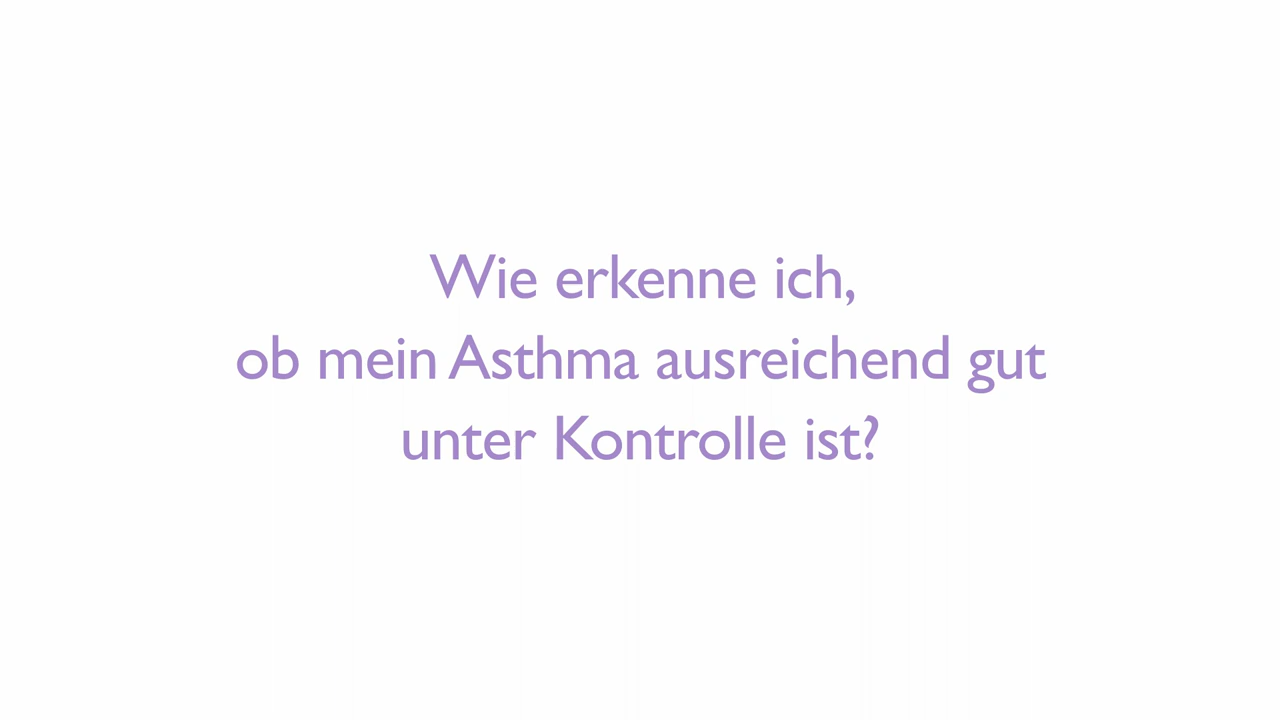 Wie erkenne ich,
ob mein Asthma ausreichend gut
unter Kontrolle ist?